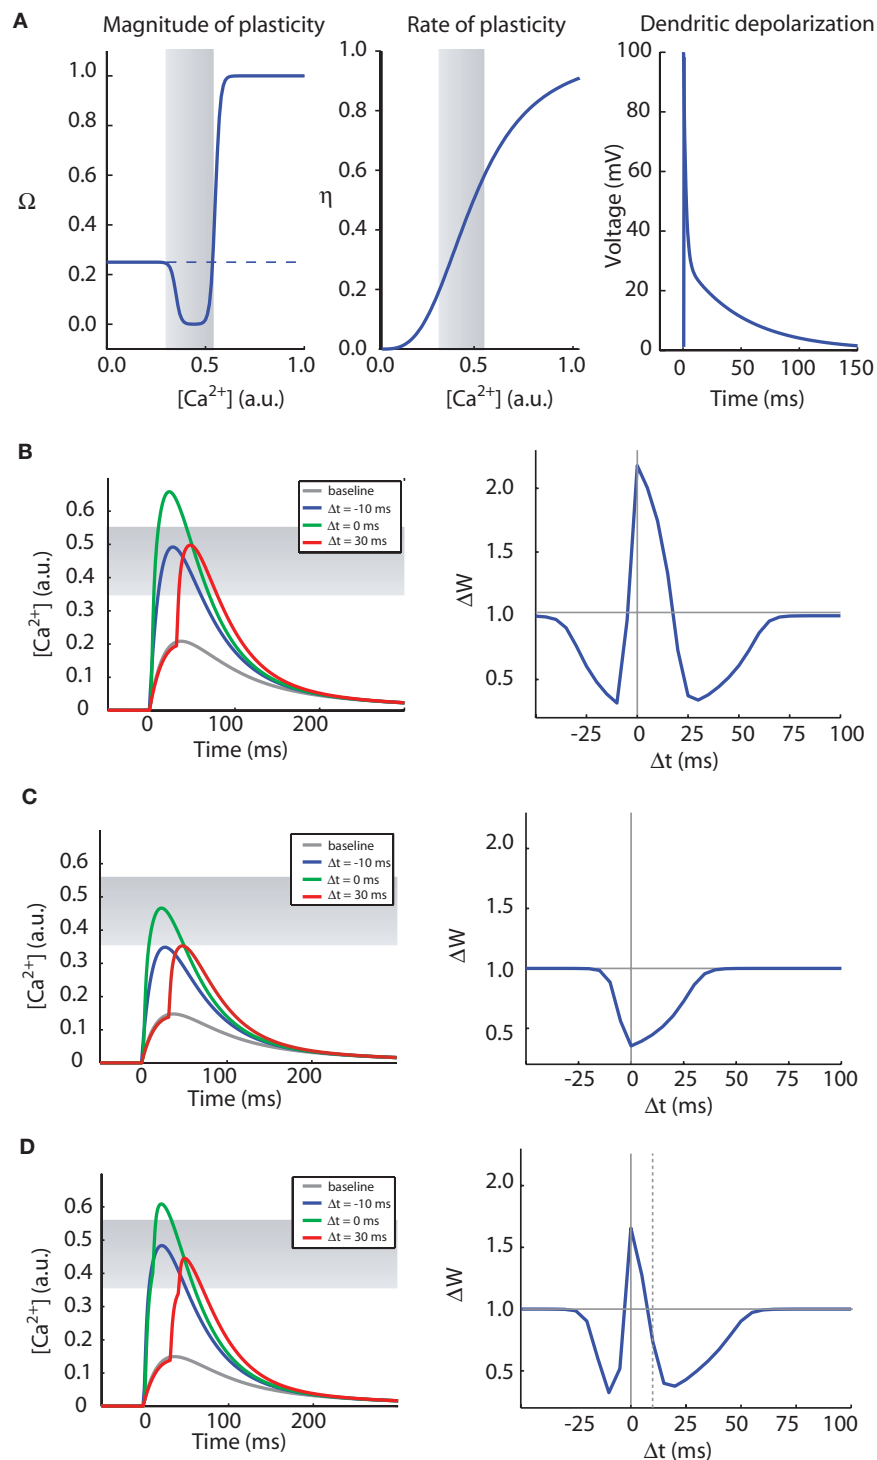 A
Magnitude of plasticity
Rate of plasticity
Dendritic depolarization
1.0
0.8
0.6
0.4
0.2
0.0
Ω
0.0
0.5
1.0
[Ca2+] (a.u.)
1.0
0.8
0.6
0.4
0.2
0.0
η
0.0
0.5
1.0
[Ca2+] (a.u.)
100
80
60
40
20
0
Voltage (mV)
0
50
100
150
Time (ms)
B
0.6
0.5
0.4
0.3
0.2
0.1
0
[Ca2+] (a.u.)
baseline
Δt = -10 ms
Δt = 0 ms
Δt = 30 ms
0
100
200
Time (ms)
2.0
1.5
1.0
0.5
ΔW
-25
0
25
50
75
100
Δt (ms)
C
0.6
0.5
0.4
0.3
0.2
0.1
0
[Ca2+] (a.u.)
baseline
Δt = -10 ms
Δt = 0 ms
Δt = 30 ms
0
100
200
Time (ms)
2.0
1.5
1.0
0.5
ΔW
-25
0
25
50
75
100
Δt (ms)
D
0.6
0.5
0.4
0.3
0.2
0.1
0
[Ca2+] (a.u.)
baseline
Δt = -10 ms
Δt = 0 ms
Δt = 30 ms
0
100
200
Time (ms)
2.0
1.5
1.0
0.5
ΔW
-25
0
25
50
75
100
Δt (ms)